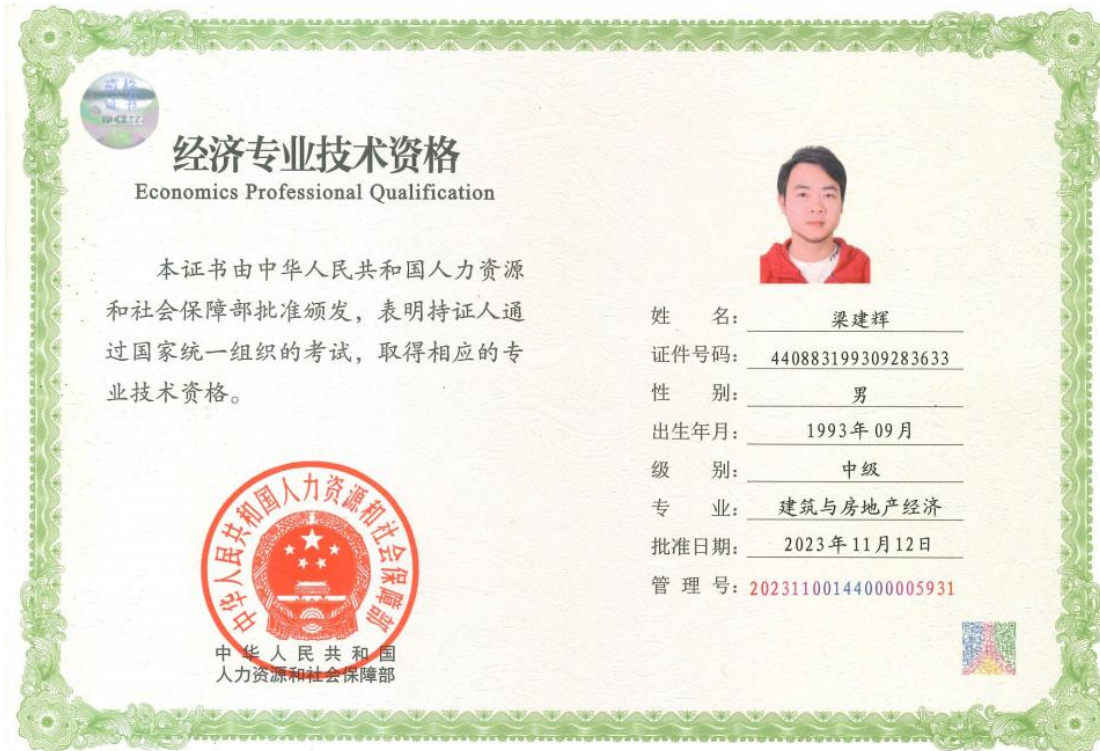 资格
证书
经济专业技术资格
Economics Professional Qualification
本证书由中华人民共和国人力资源
和社会保障部批准颁发，表明持证人通
过国家统一组织的考试，取得相应的专
业技术资格。
中华人民共和国人力资源和社会保障部
中华人民共和国
人力资源和社会保障部
姓 名： 梁建辉
证件号码： 440883199309283633
性 别： 男
出生年月： 1993年09月
级 别： 中级
专 业： 建筑与房地产经济
批准日期： 2023年11月12日
管 理 号： 20231100144000005931